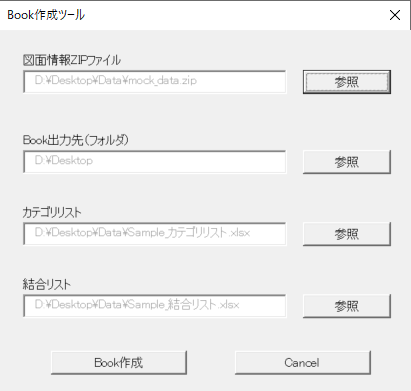 Book作成ツール
図面情報ZIPファイル
D:¥Desktop¥Data¥mock_data.zip
参照
Book出力先(フォルダ)
D:¥Desktop
参照
カテゴリリスト
D:¥Desktop¥Data¥Sample_カテゴリリスト.xlsx
参照
結合リスト
D:¥Desktop¥Data¥Sample_結合リスト.xlsx
参照
Book作成
Cancel